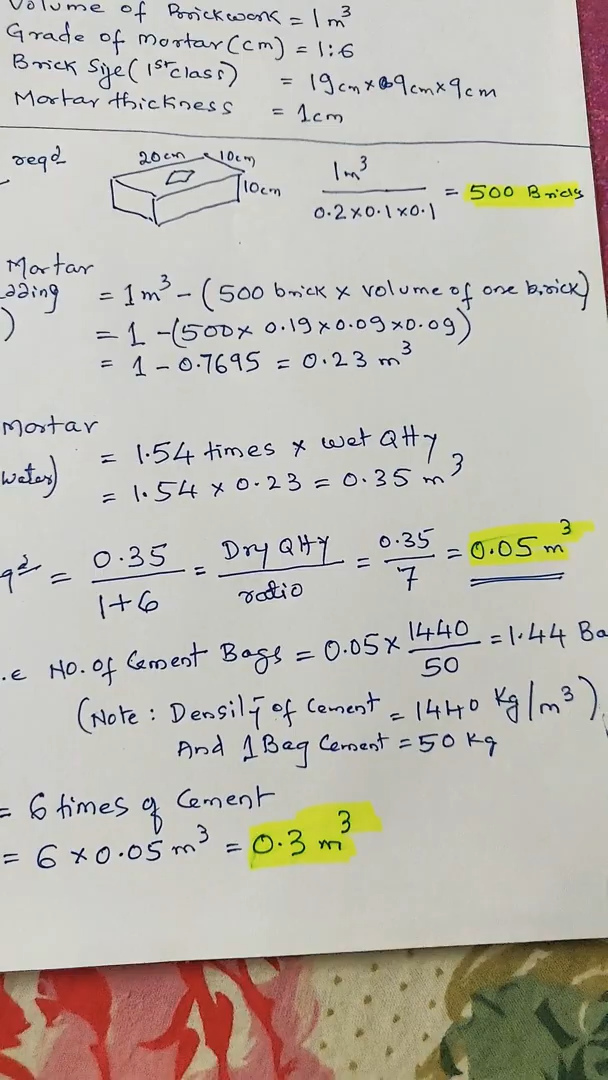 Volume of Brickwork = 1 m³
Grade of mortar (cm) = 1:6
Brick Size (1st class) = 19cm x 9cm x 9cm
Mortar thickness = 1cm
reqd
20cm 10cm
10cm
1m³ / 0.2 x 0.1 x 0.1 = 500 Bricks
Mortar
= 1m³ - (500 brick x volume of one brick)
) = 1 - (500 x 0.19 x 0.09 x 0.09)
= 1 - 0.7695 = 0.23 m³
Mortar
water) = 1.54 times x wet Qtty
= 1.54 x 0.23 = 0.35 m³
= 0.35 / 1+6 = Dry Qtty / ratio = 0.35 / 7 = 0.05 m³
.e No. of Cement Bags = 0.05 x 1440 / 50 = 1.44 Ba
(Note : Density of Cement = 1440 Kg/m³)
And 1 Bag Cement = 50 Kg
= 6 times of Cement
= 6 x 0.05 m³ = 0.3 m³